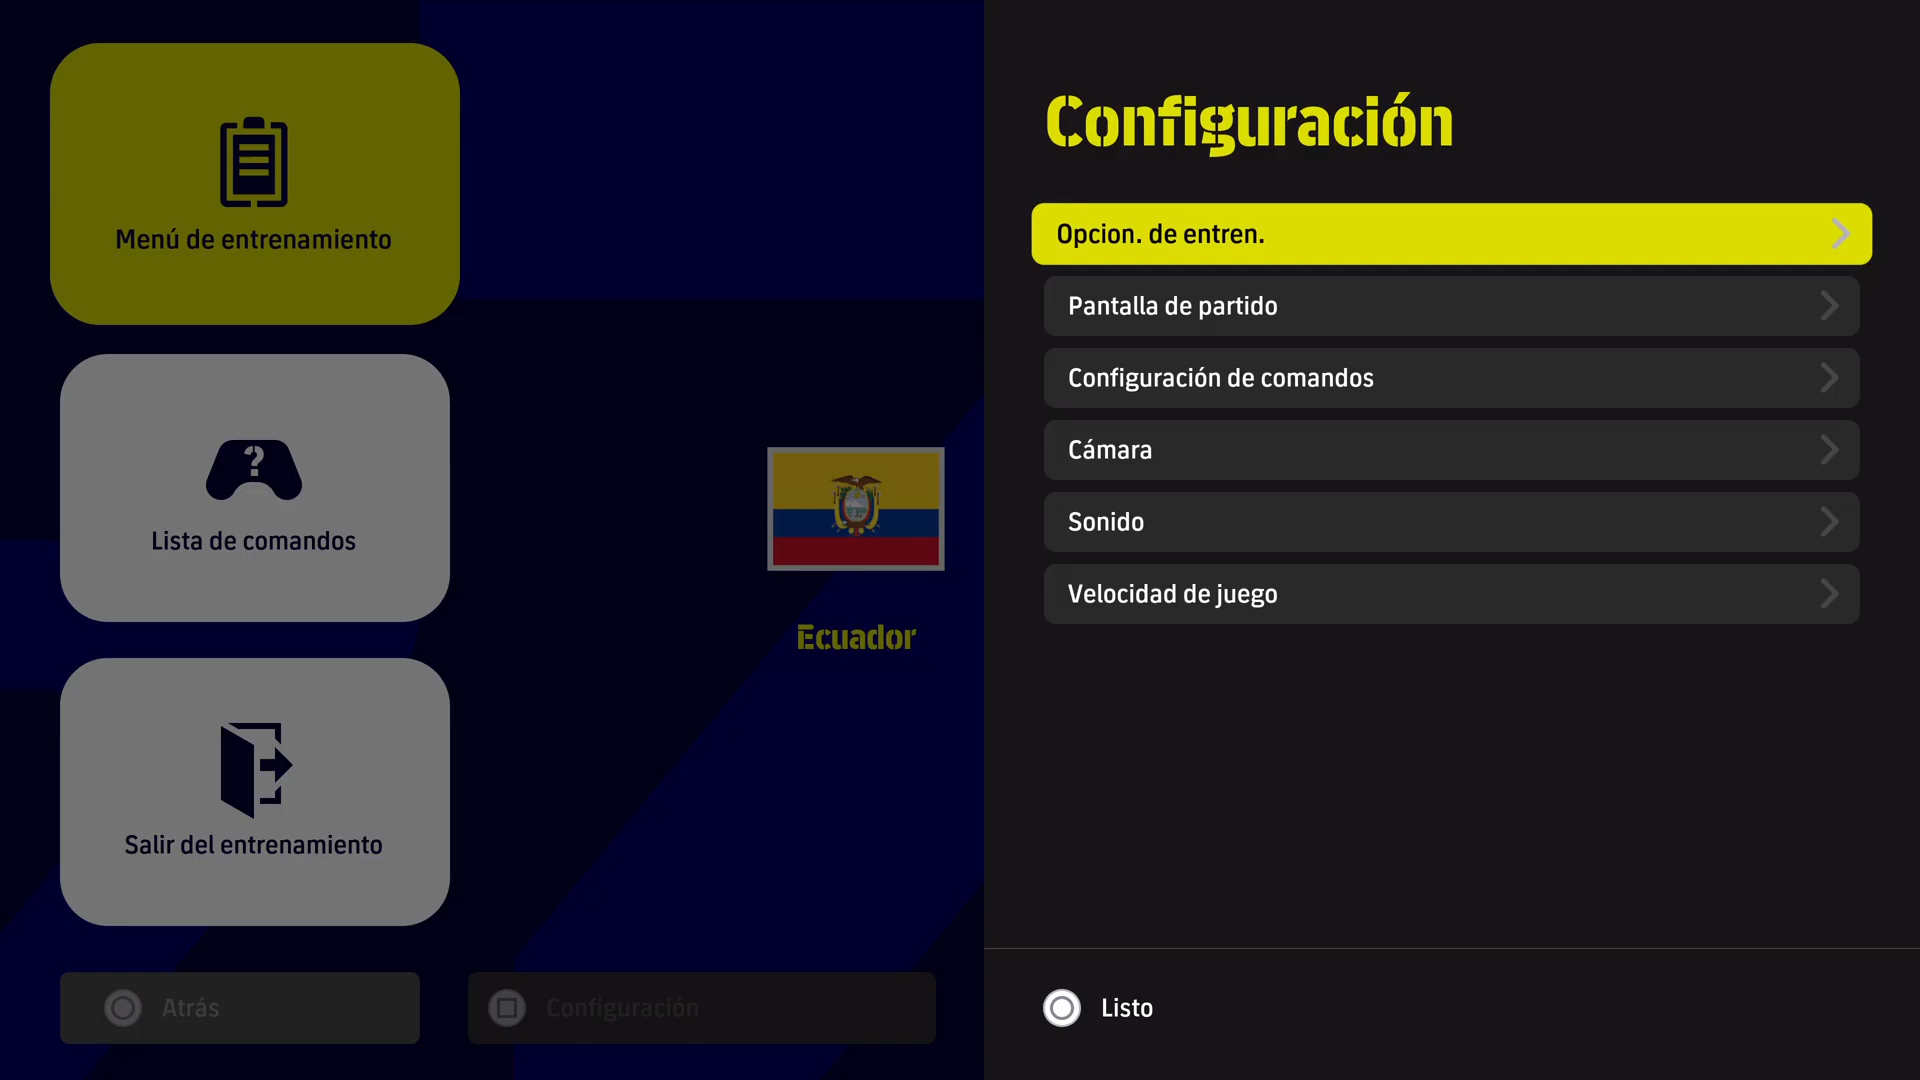 Menú de entrenamiento
Lista de comandos
Salir del entrenamiento
Ecuador
Atrás
Configuración
Configuración
Opcion. de entren.
Pantalla de partido
Configuración de comandos
Cámara
Sonido
Velocidad de juego
Listo